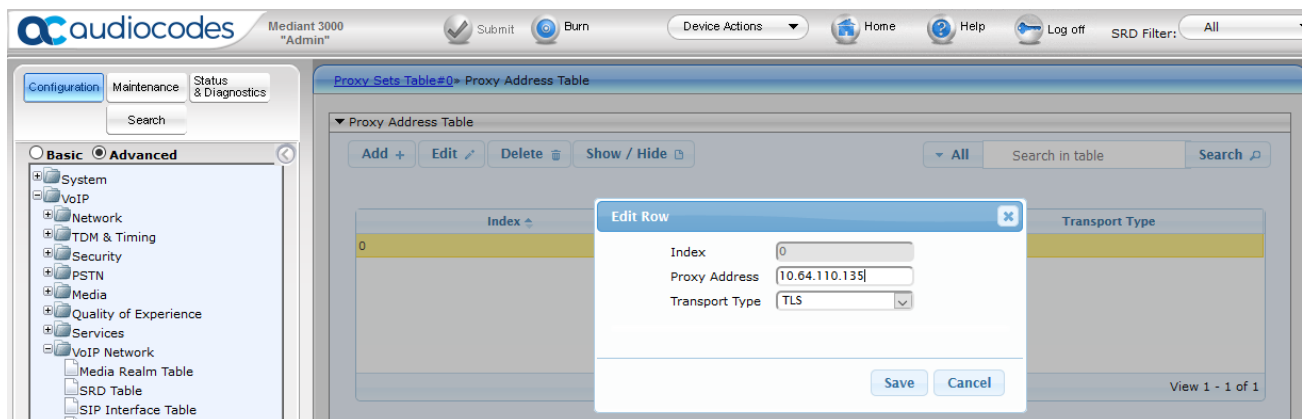 audiocodes
Mediant 3000
"Admin"
Submit
Burn
Device Actions
Home
Help
Log off
SRD Filter:
All
Configuration
Maintenance
Status
& Diagnostics
Search
Basic
Advanced
System
VoIP
Network
TDM & Timing
Security
PSTN
Media
Quality of Experience
Services
VoIP Network
Media Realm Table
SRD Table
SIP Interface Table
Proxy Sets Table#0» Proxy Address Table
Proxy Address Table
Add +
Edit
Delete
Show / Hide
All
Search in table
Search
Index
Transport Type
0
Edit Row
Index
0
Proxy Address
10.64.110.135
Transport Type
TLS
Save
Cancel
View 1 - 1 of 1